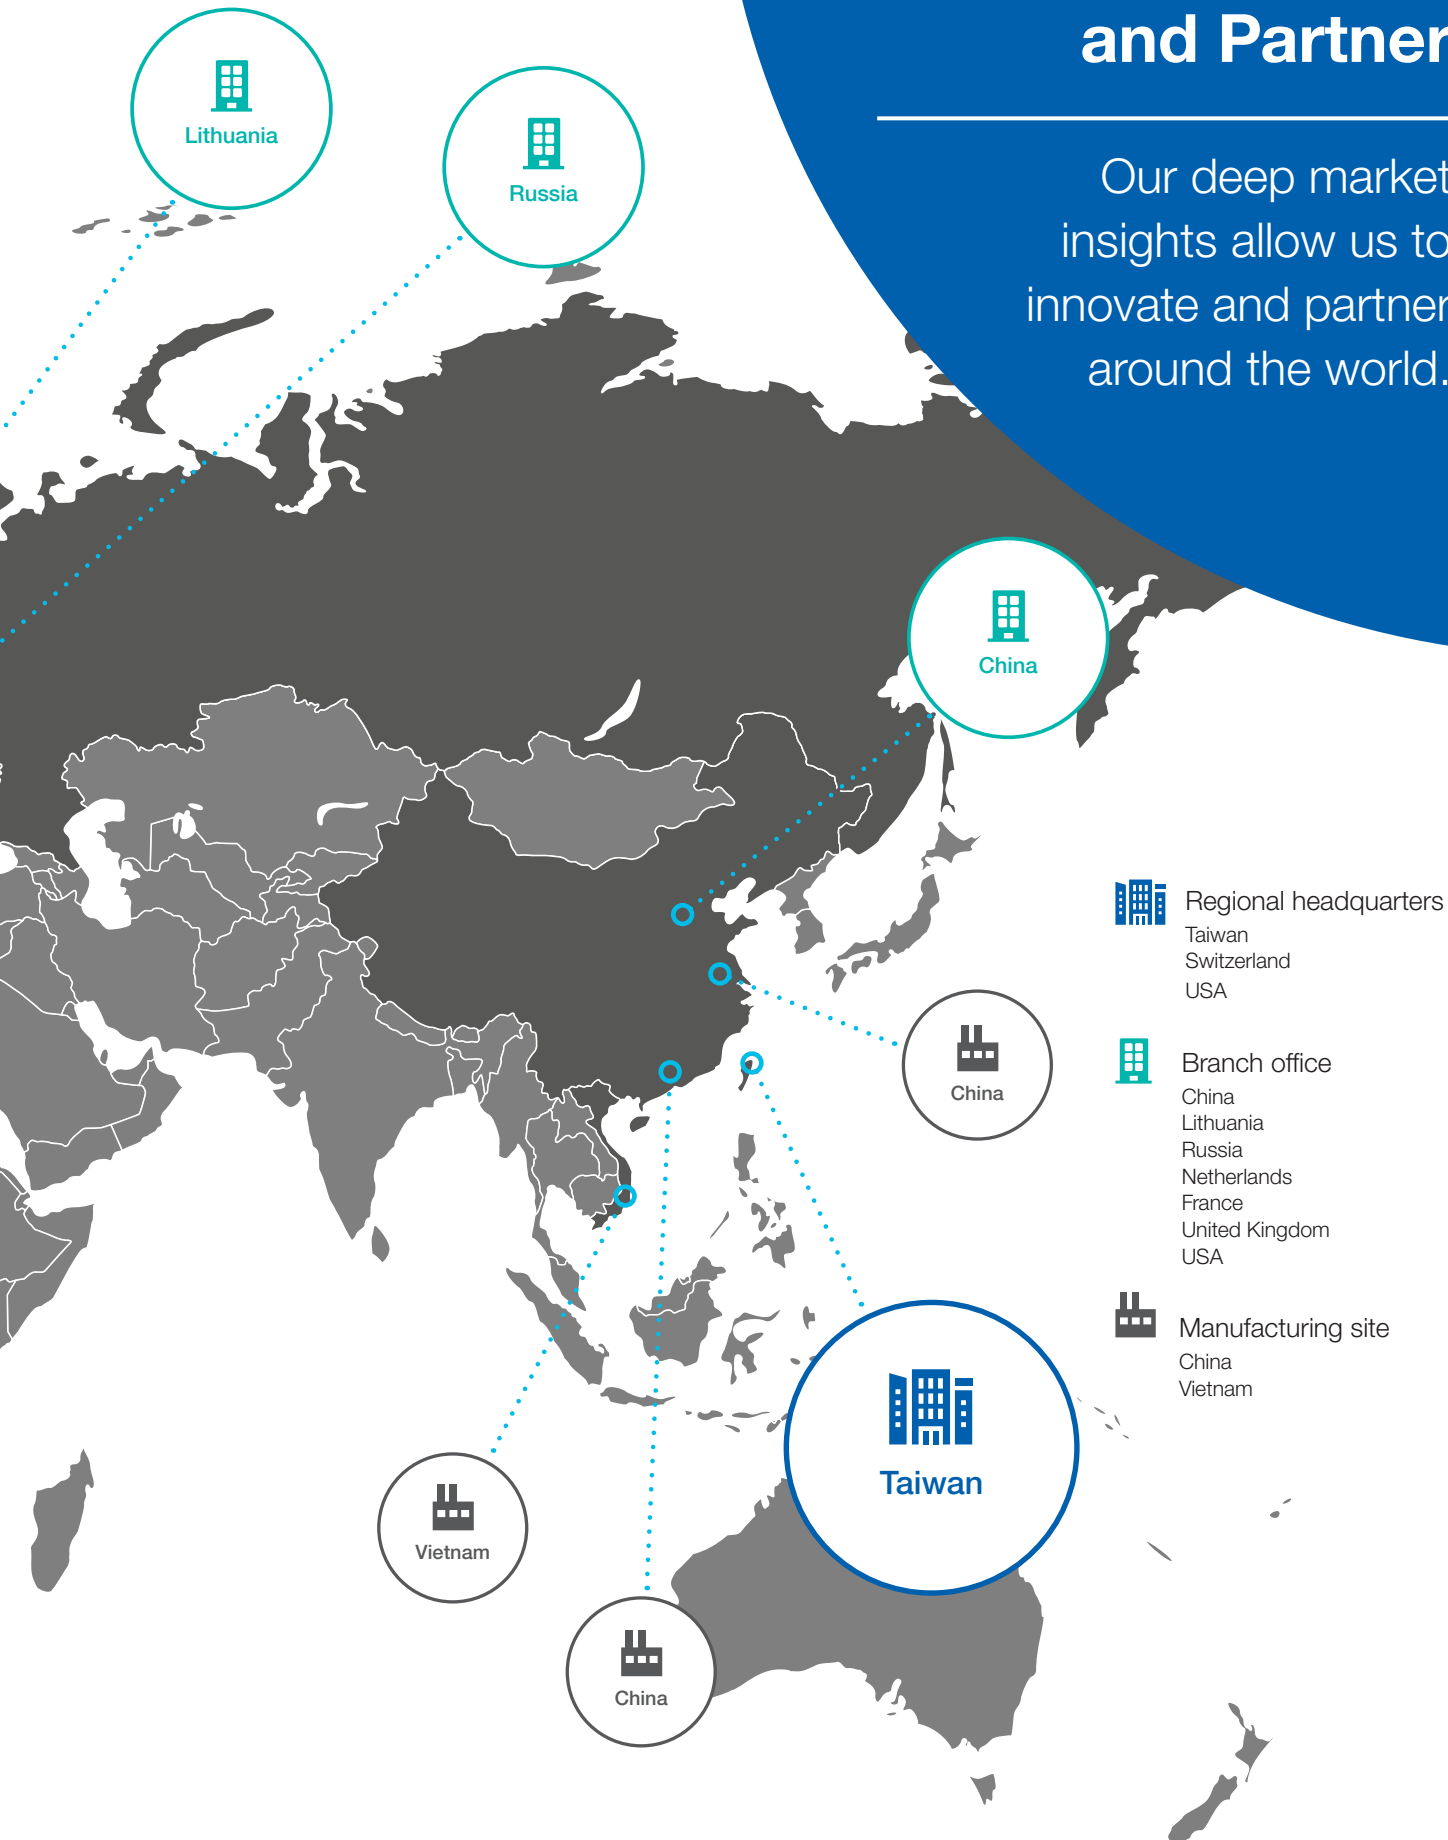 and Partner
Our deep market
insights allow us to
innovate and partner
around the world.
Lithuania
Russia
China
Regional headquarters
Taiwan
Switzerland
USA
Branch office
China
Lithuania
Russia
Netherlands
France
United Kingdom
USA
Manufacturing site
China
Vietnam
China
Taiwan
Vietnam
China